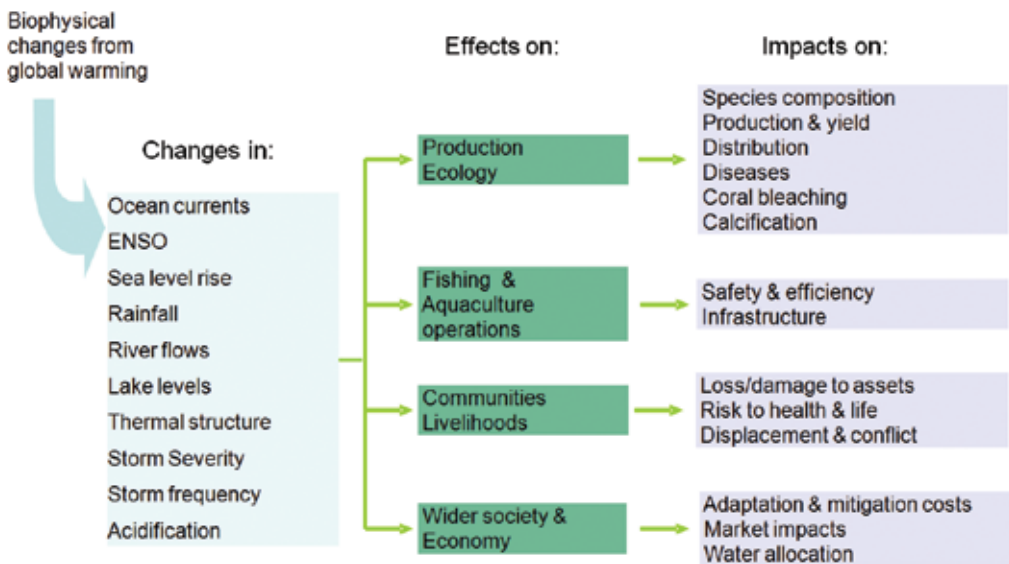 Biophysical
changes from
global warming
Changes in:
Ocean currents
ENSO
Sea level rise
Rainfall
River flows
Lake levels
Thermal structure
Storm Severity
Storm frequency
Acidification
Effects on:
Production
Ecology
Fishing &
Aquaculture
operations
Communities
Livelihoods
Wider society &
Economy
Impacts on:
Species composition
Production & yield
Distribution
Diseases
Coral bleaching
Calcification
Safety & efficiency
Infrastructure
Loss/damage to assets
Risk to health & life
Displacement & conflict
Adaptation & mitigation costs
Market impacts
Water allocation